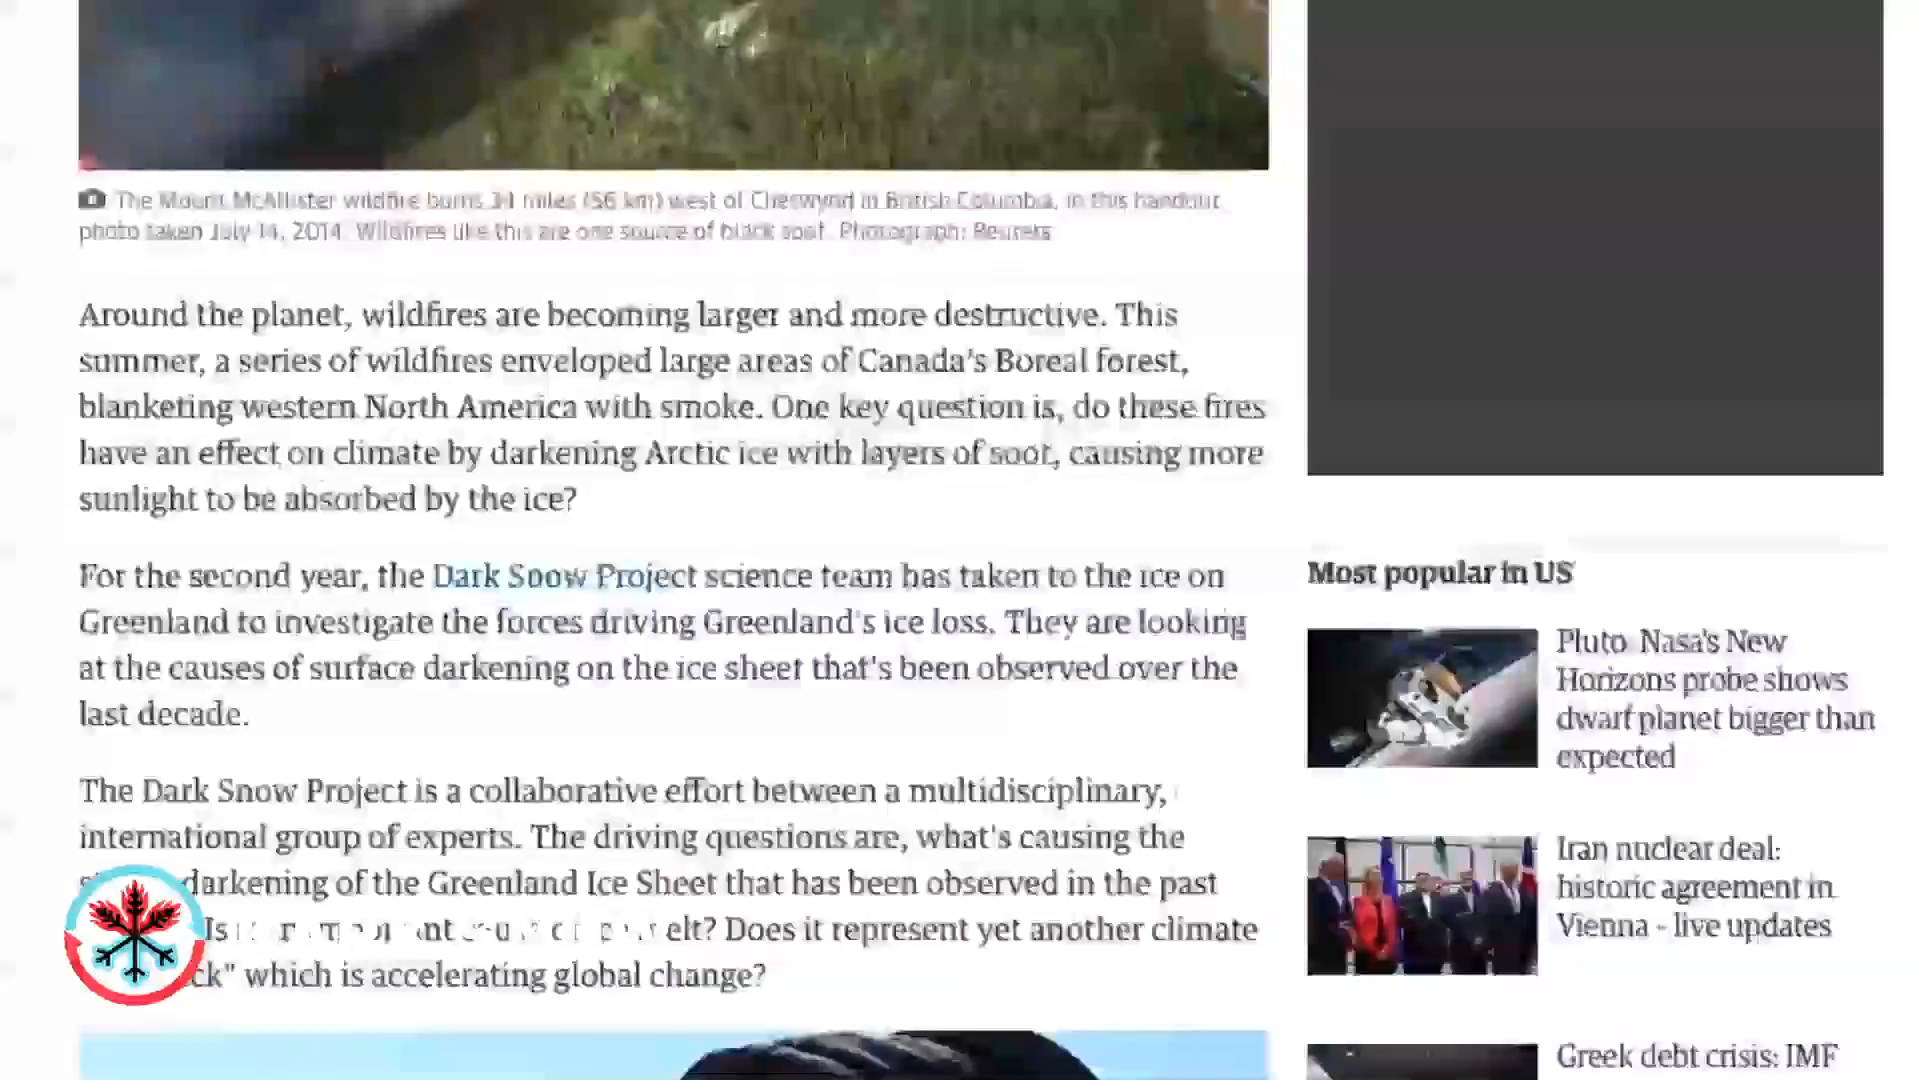 The Mount McAllister wildfire burns 31 miles (56 km) west of Chetwynd in British Columbia, in this handout
photo taken July 14, 2014. Wildfires like this are one source of black soot. Photograph: Reuters
Around the planet, wildfires are becoming larger and more destructive. This
summer, a series of wildfires enveloped large areas of Canada's Boreal forest,
blanketing western North America with smoke. One key question is, do these fires
have an effect on climate by darkening Arctic ice with layers of soot, causing more
sunlight to be absorbed by the ice?
For the second year, the Dark Snow Project science team has taken to the ice on
Greenland to investigate the forces driving Greenland's ice loss. They are looking
at the causes of surface darkening on the ice sheet that's been observed over the
last decade.
The Dark Snow Project is a collaborative effort between a multidisciplinary,
international group of experts. The driving questions are, what's causing the
darkening of the Greenland Ice Sheet that has been observed in the past
Is Does it represent yet another climate
ck" which is accelerating global change?
Most popular in US
Pluto: Nasa's New
Horizons probe shows
dwarf planet bigger than
expected
Iran nuclear deal:
historic agreement in
Vienna - live updates
Greek debt crisis: IMF